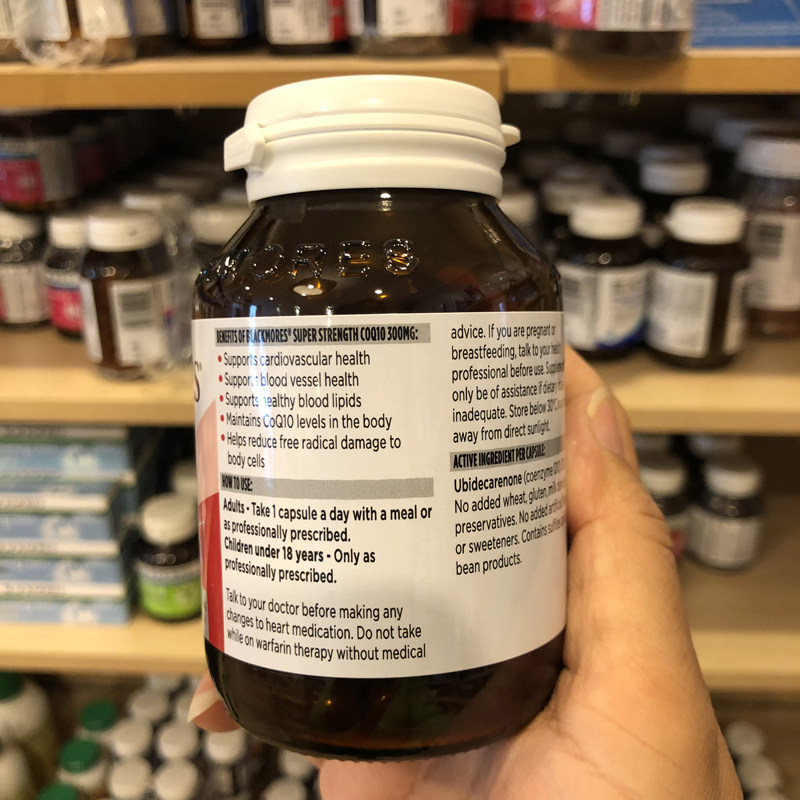 BENEFITS OF BLACKMORES® SUPER STRENGTH COQ10 300MG:
• Supports cardiovascular health
• Supports blood vessel health
• Supports healthy blood lipids
• Maintains CoQ10 levels in the body
• Helps reduce free radical damage to
body cells
HOW TO USE:
Adults - Take 1 capsule a day with a meal or
as professionally prescribed.
Children under 18 years - Only as
professionally prescribed.
Talk to your doctor before making any
changes to heart medication. Do not take
while on warfarin therapy without medical
advice. If you are pregnant or
breastfeeding, talk to your health
professional before use.
only be of assistance if dietary
inadequate. Store below 30°C
away from direct sunlight.
ACTIVE INGREDIENT PER CAPSULE:
Ubidecarenone (coenzyme
No added wheat, gluten, milk
preservatives. No added
or sweeteners. Contains sulfites
bean products.